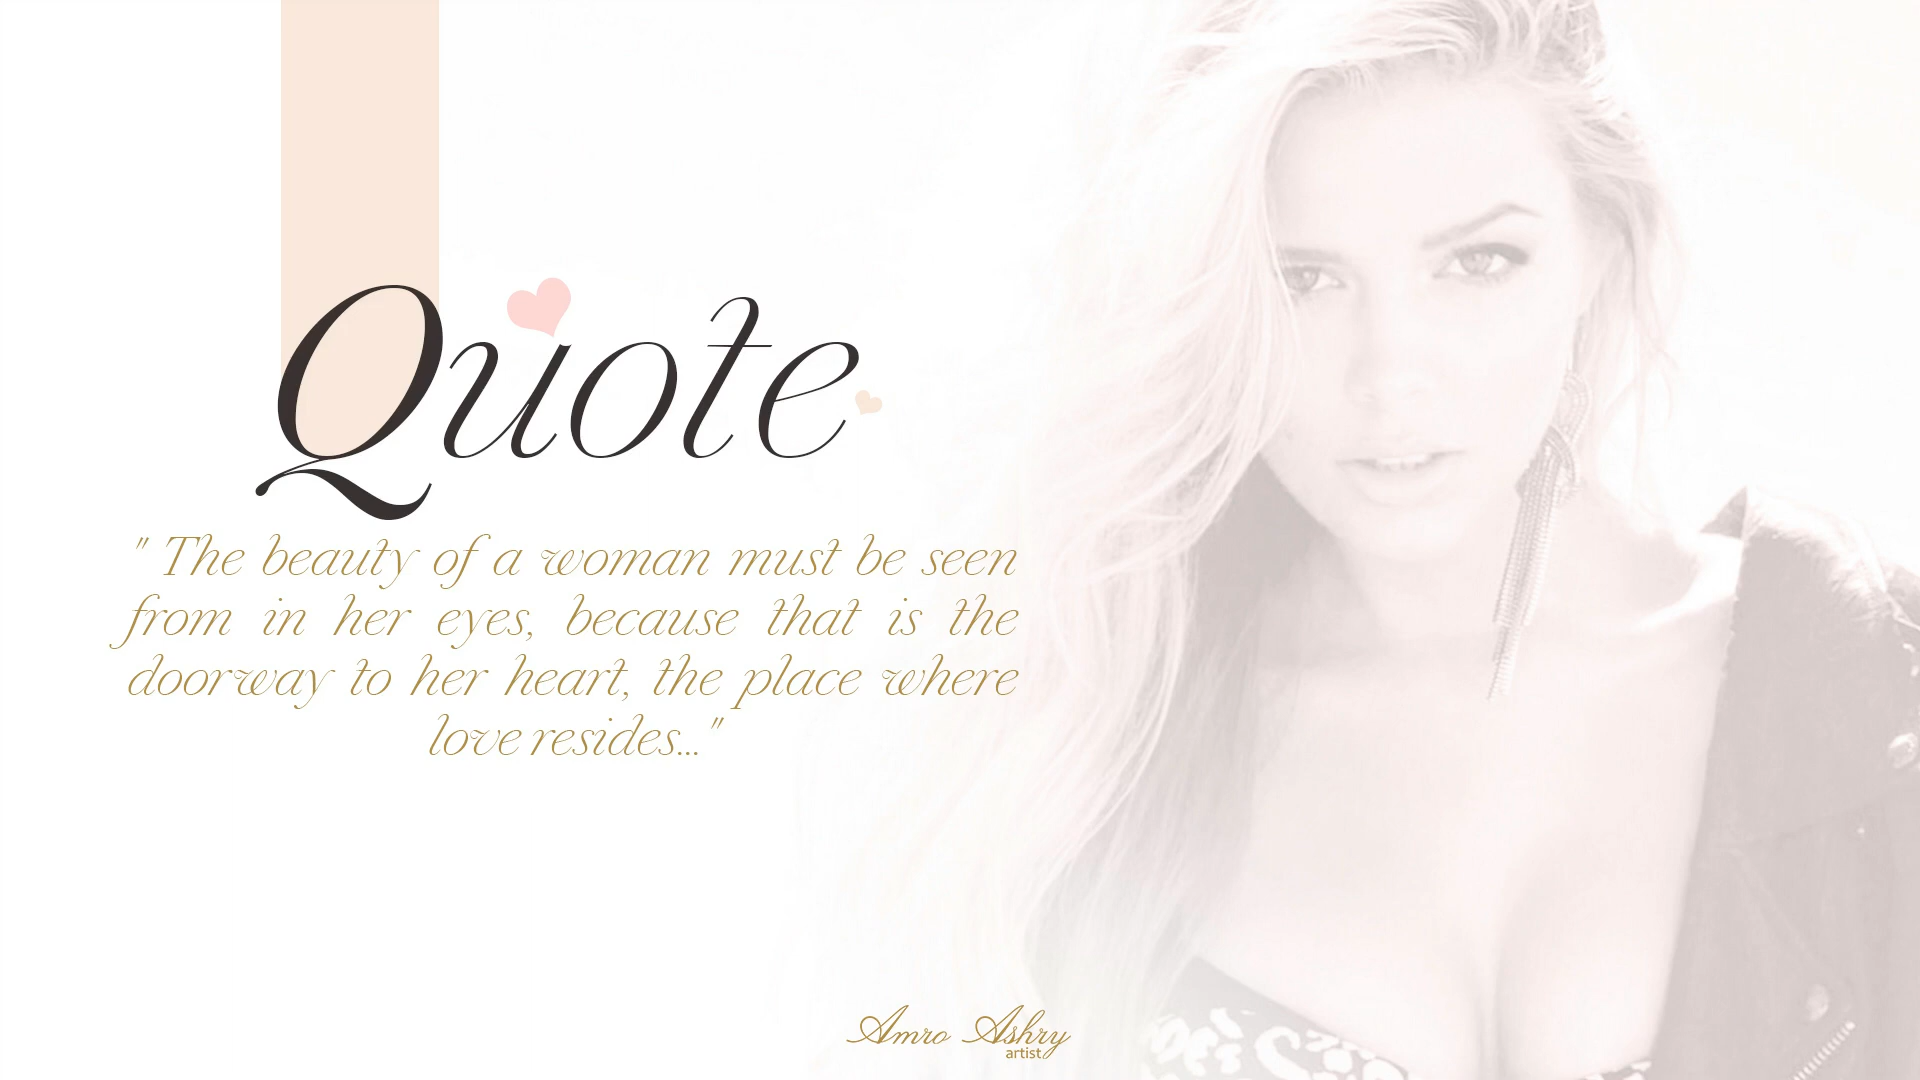 Quote
" The beauty of a woman must be seen
from in her eyes, because that is the
doorway to her heart, the place where
love resides..."
Amro Ashry
artist